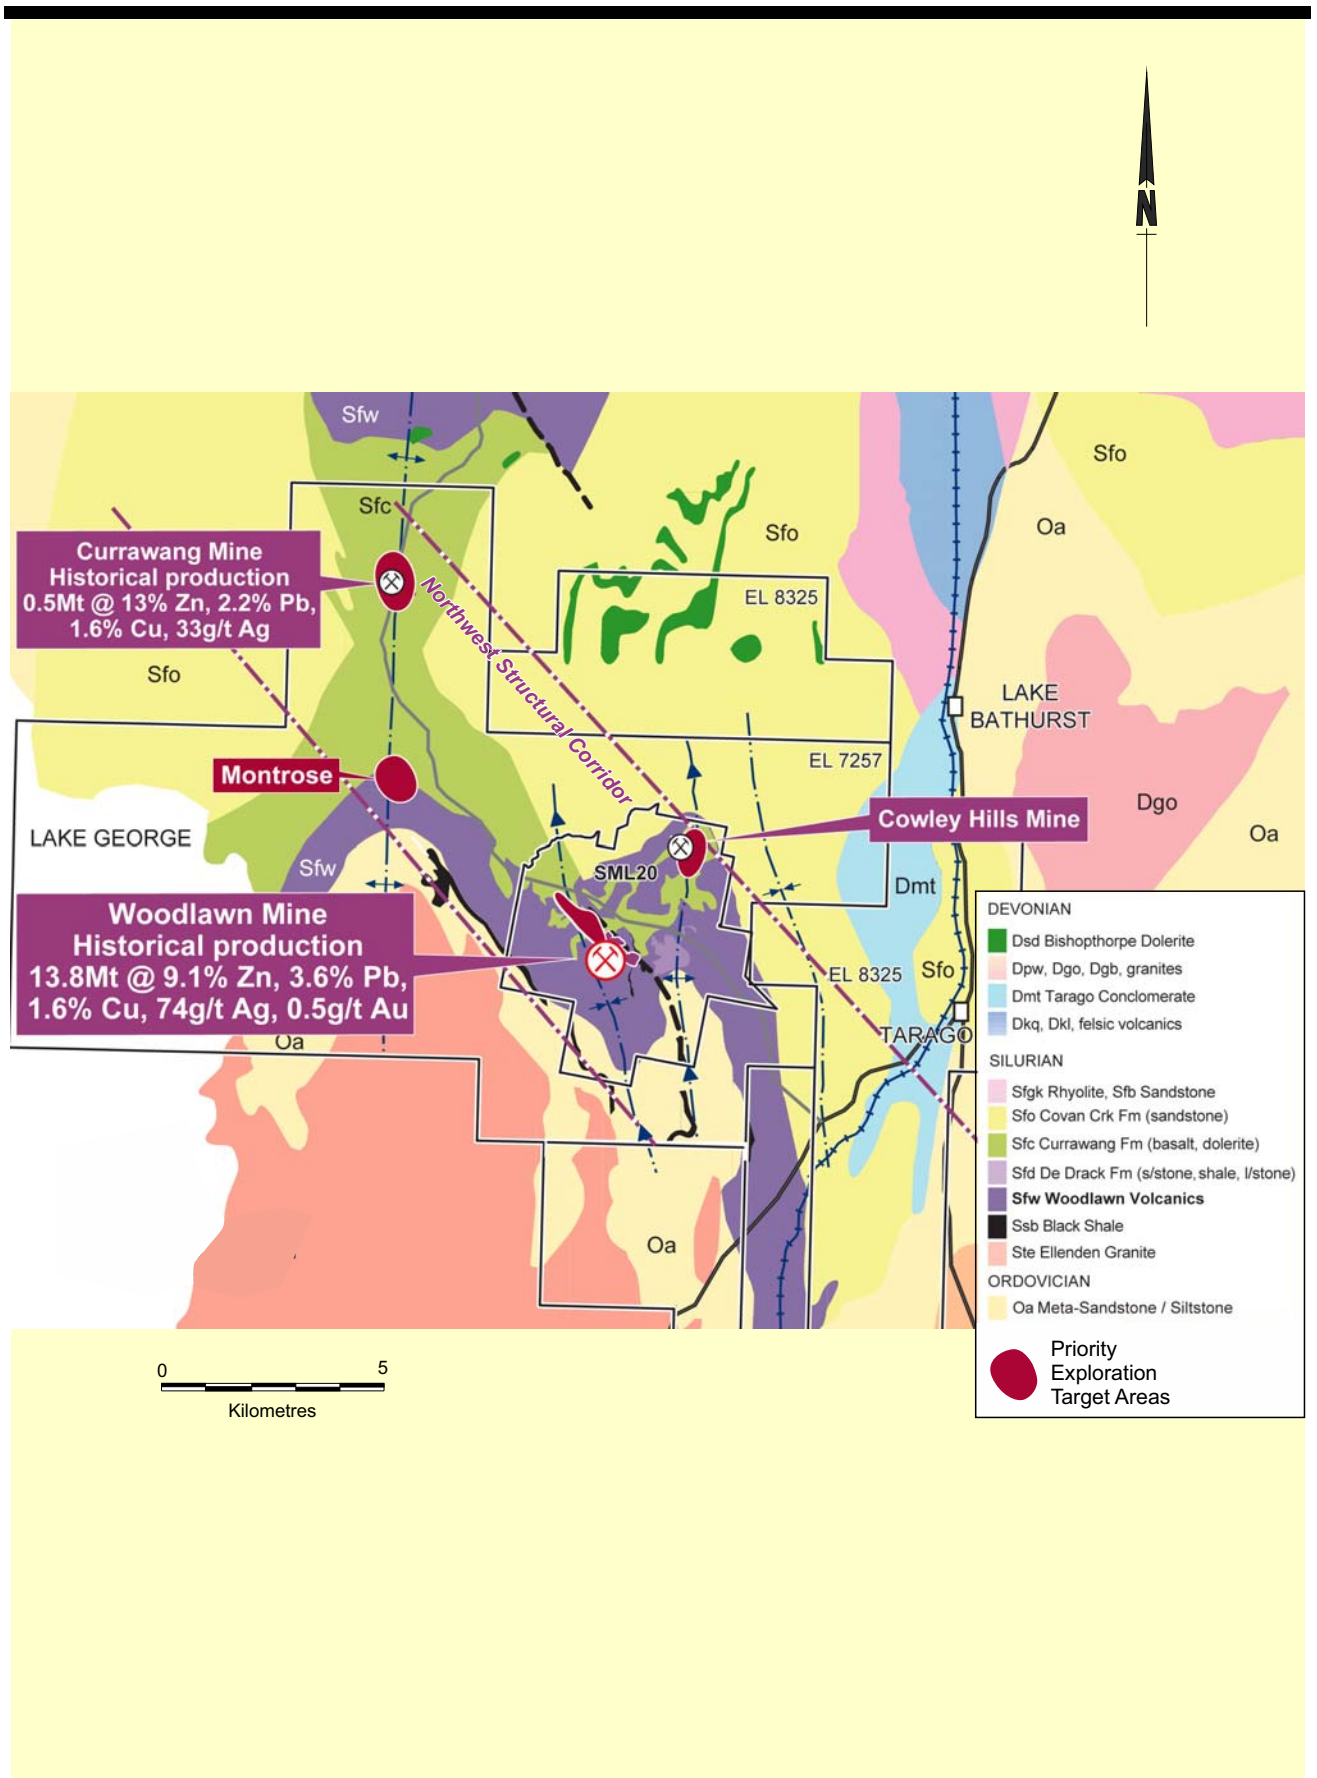 N
Sfw
Sfo
Sfc
Oa
Sfo
Currawang Mine
Historical production
0.5Mt @ 13% Zn, 2.2% Pb,
1.6% Cu, 33g/t Ag
Northwest Structural Corridor
EL 8325
Sfo
LAKE
BATHURST
EL 7257
Montrose
Dgo
Cowley Hills Mine
LAKE GEORGE
Oa
Sfw
SML20
Dmt
Woodlawn Mine
Historical production
13.8Mt @ 9.1% Zn, 3.6% Pb,
1.6% Cu, 74g/t Ag, 0.5g/t Au
EL 8325
Sfo
TARAGO
Oa
Oa
DEVONIAN
Dsd Bishopthorpe Dolerite
Dpw, Dgo, Dgb, granites
Dmt Tarago Conclomerate
Dkq, Dkl, felsic volcanics
SILURIAN
Sfgk Rhyolite, Sfb Sandstone
Sfo Covan Crk Fm (sandstone)
Sfc Currawang Fm (basalt, dolerite)
Sfd De Drack Fm (s/stone, shale, l/stone)
Sfw Woodlawn Volcanics
Ssb Black Shale
Ste Ellenden Granite
ORDOVICIAN
Oa Meta-Sandstone / Siltstone
Priority
Exploration
Target Areas
0 5
Kilometres